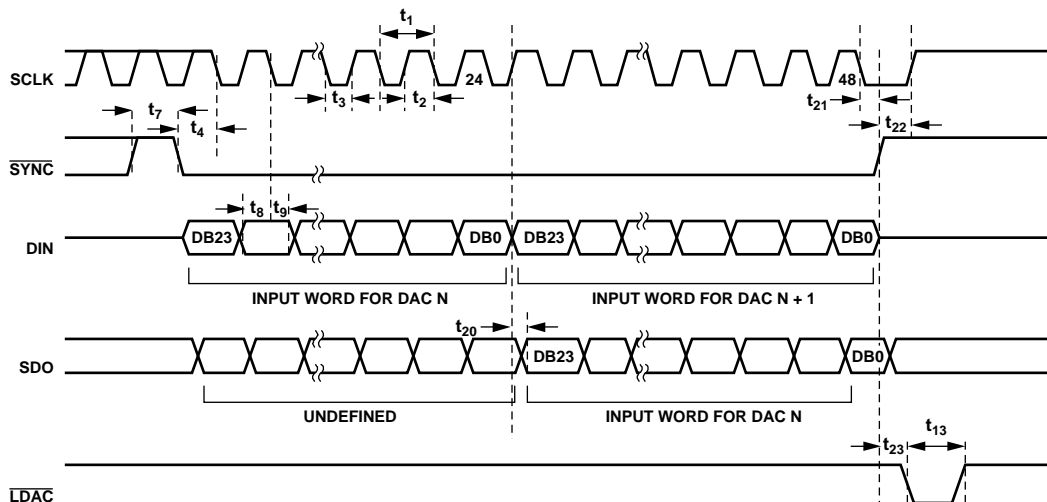 t1
SCLK
24
48
t3
t2
t21
t7
t4
t22
SYNC
t8
t9
DIN
DB23
DB0
DB23
DB0
INPUT WORD FOR DAC N
INPUT WORD FOR DAC N + 1
t20
SDO
DB23
DB0
UNDEFINED
INPUT WORD FOR DAC N
t23
t13
LDAC